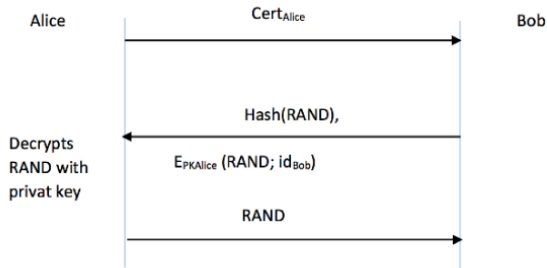 Alice
Cert_Alice
Bob
Hash(RAND),
Decrypts
RAND with
privat key
E_PKAlice (RAND; id_Bob)
RAND